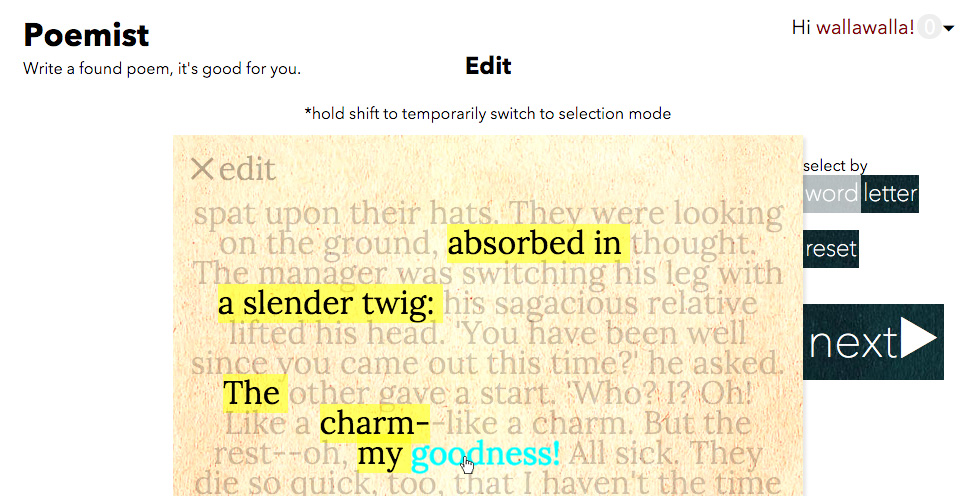 Poemist
Write a found poem, it's good for you.
Hi wallawalla! 0
Edit
*hold shift to temporarily switch to selection mode
edit
spat upon their hats. They were looking
on the ground, absorbed in thought.
The manager was switching his leg with
a slender twig: his sagacious relative
lifted his head. 'You have been well
since you came out this time?' he asked.
The other gave a start. 'Who? I? Oh!
Like a charm--like a charm. But the
rest--oh, my goodness! All sick. They
die so quick, too, that I haven't the time
select by
word letter
reset
next